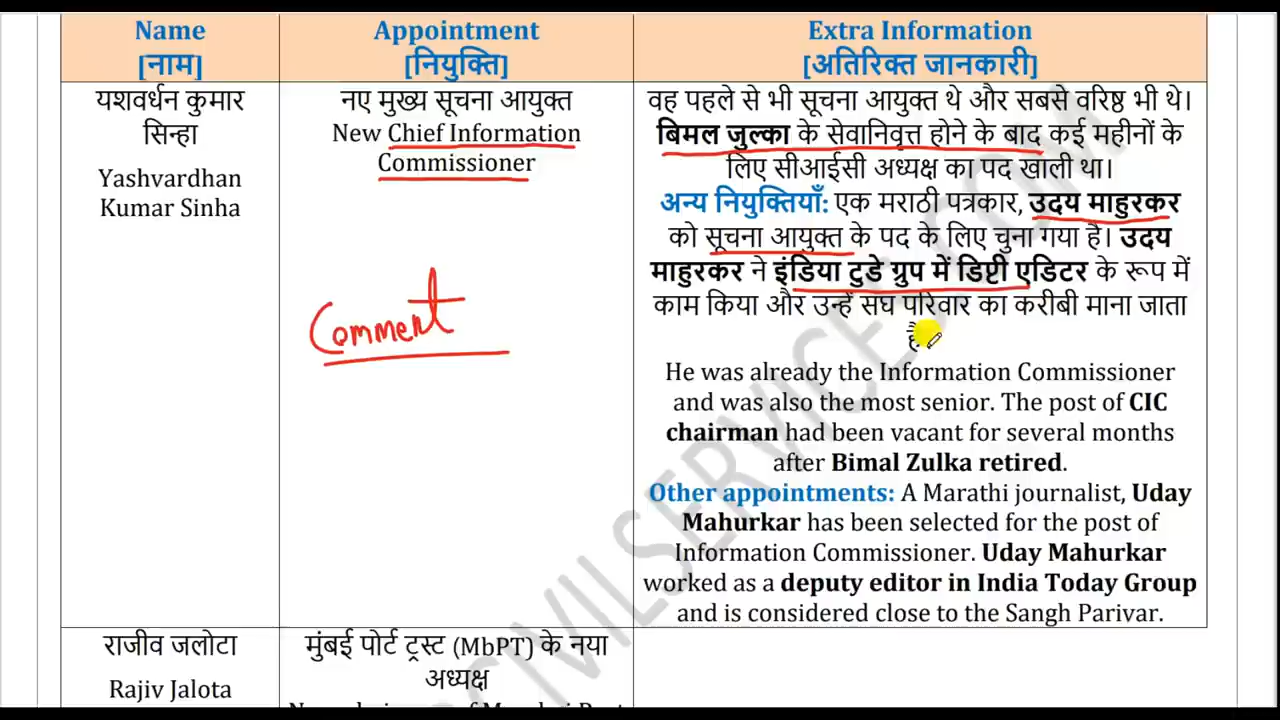 Name
[नाम]
Appointment
[नियुक्ति]
Extra Information
[अतिरिक्त जानकारी]
यशवर्धन कुमार
सिन्हा
Yashvardhan
Kumar Sinha
नए मुख्य सूचना आयुक्त
New Chief Information
Commissioner
Comment
वह पहले से भी सूचना आयुक्त थे और सबसे वरिष्ठ भी थे।
बिमल जुल्का के सेवानिवृत्त होने के बाद कई महीनों के
लिए सीआईसी अध्यक्ष का पद खाली था।
अन्य नियुक्तियाँ: एक मराठी पत्रकार, उदय माहुरकर
को सूचना आयुक्त के पद के लिए चुना गया है। उदय
माहुरकर ने इंडिया टुडे ग्रुप में डिप्टी एडिटर के रूप में
काम किया और उन्हें संघ परिवार का करीबी माना जाता
He was already the Information Commissioner
and was also the most senior. The post of CIC
chairman had been vacant for several months
after Bimal Zulka retired.
Other appointments: A Marathi journalist, Uday
Mahurkar has been selected for the post of
Information Commissioner. Uday Mahurkar
worked as a deputy editor in India Today Group
and is considered close to the Sangh Parivar.
राजीव जलोटा
Rajiv Jalota
मुंबई पोर्ट ट्रस्ट (MbPT) के नया
अध्यक्ष